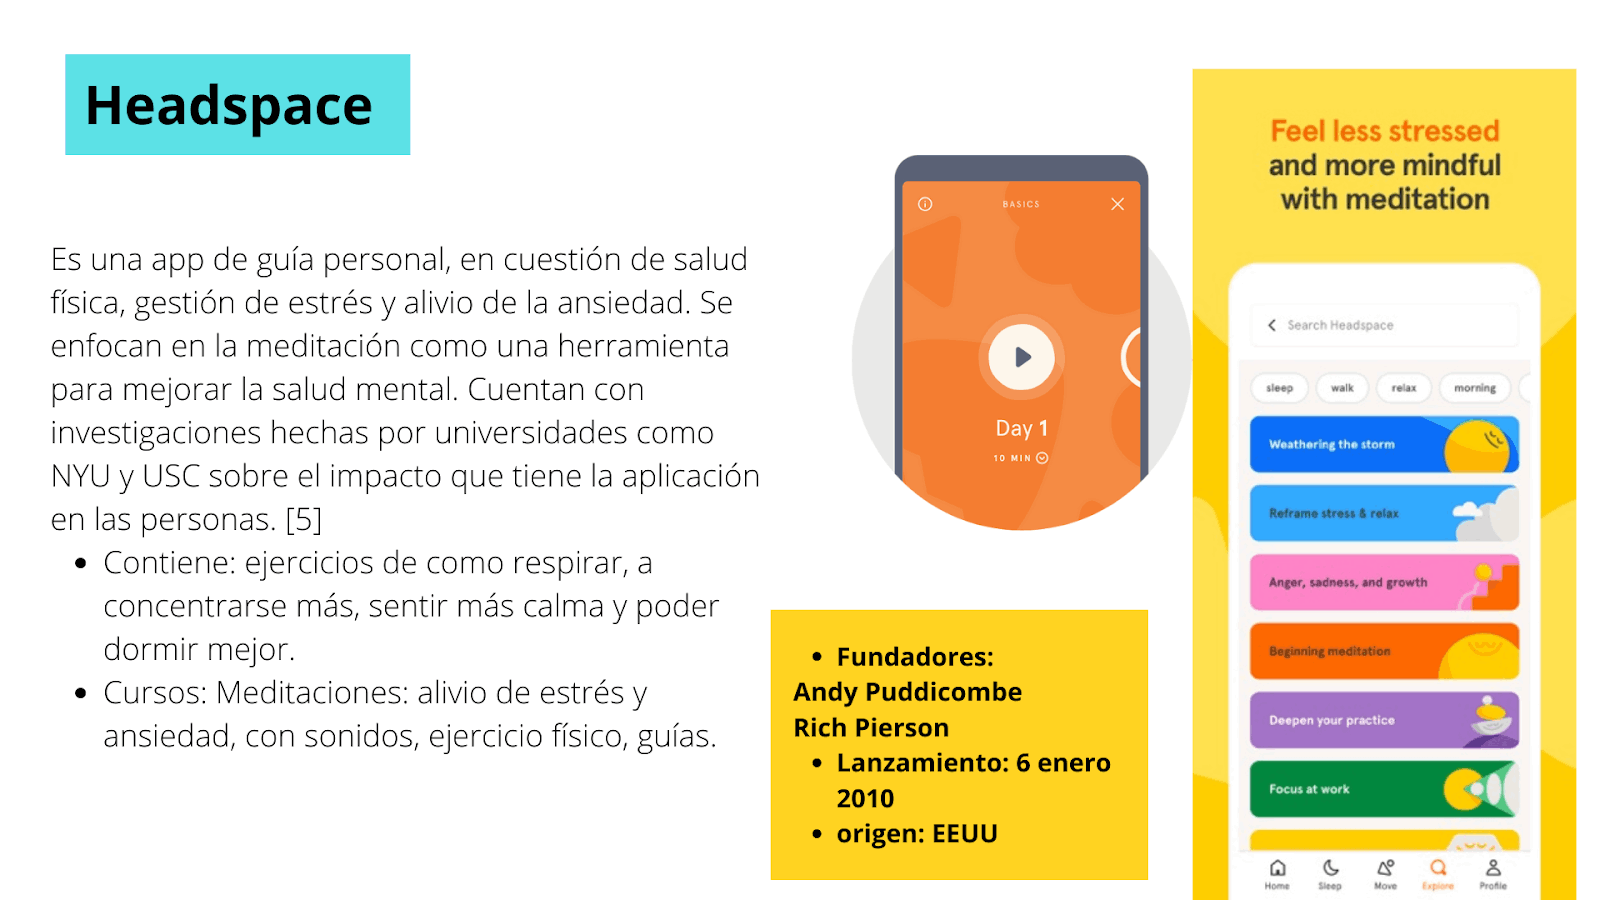 Headspace
Es una app de guía personal, en cuestión de salud
física, gestión de estrés y alivio de la ansiedad. Se
enfocan en la meditación como una herramienta
para mejorar la salud mental. Cuentan con
investigaciones hechas por universidades como
NYU y USC sobre el impacto que tiene la aplicación
en las personas. [5]
• Contiene: ejercicios de como respirar, a
concentrarse más, sentir más calma y poder
dormir mejor.
• Cursos: Meditaciones: alivio de estrés y
ansiedad, con sonidos, ejercicio físico, guías.
BASICS
Day 1
10 MIN
• Fundadores:
Andy Puddicombe
Rich Pierson
• Lanzamiento: 6 enero
2010
• origen: EEUU
Feel less stressed
and more mindful
with meditation
Search Headspace
sleep
walk
relax
morning
Weathering the storm
Reframe stress & relax
Anger, sadness, and growth
Beginning meditation
Deepen your practice
Focus at work
Home
Sleep
Move
Explore
Profile